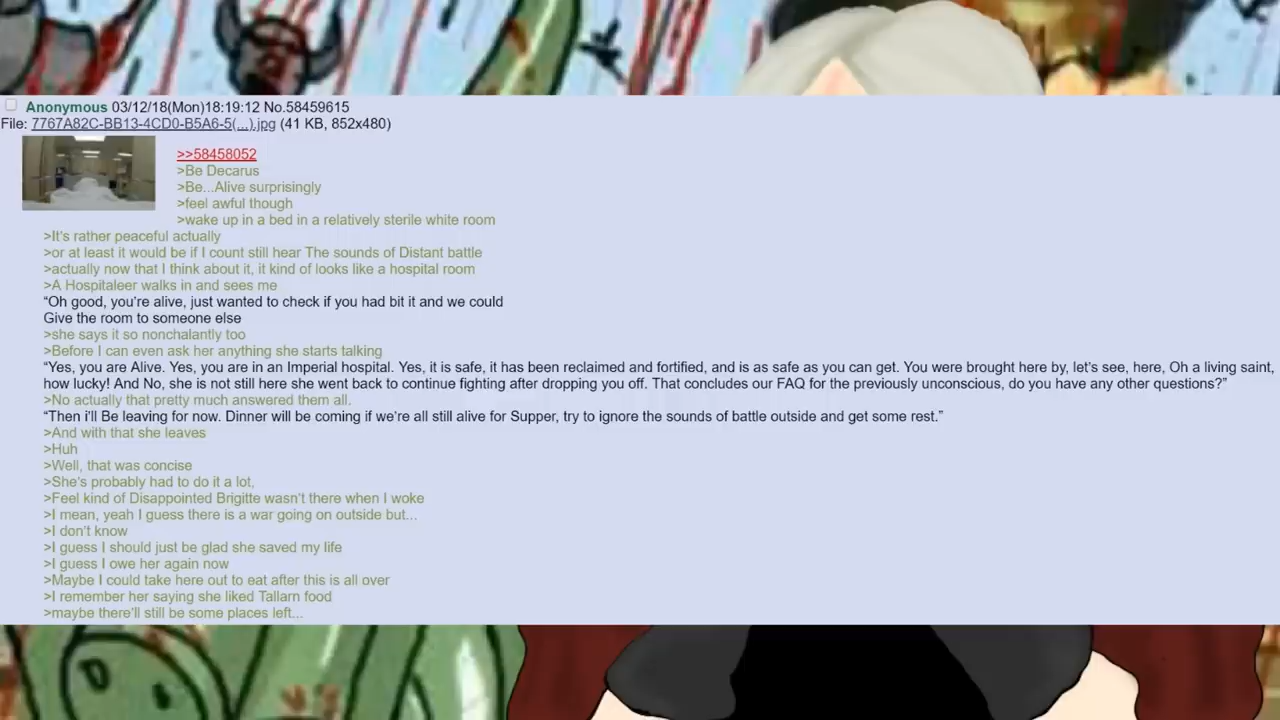 Anonymous 03/12/18(Mon)18:19:12 No.58459615
File: 7767A82C-BB13-4CD0-B5A6-5(...).jpg (41 KB, 852x480)
>>58458052
>Be Decarus
>Be...Alive surprisingly
>feel awful though
>wake up in a bed in a relatively sterile white room
>It's rather peaceful actually
>or at least it would be if I count still hear The sounds of Distant battle
>actually now that I think about it, it kind of looks like a hospital room
>A Hospitaleer walks in and sees me
“Oh good, you're alive, just wanted to check if you had bit it and we could
Give the room to someone else
>she says it so nonchalantly too
>Before I can even ask her anything she starts talking
“Yes, you are Alive. Yes, you are in an Imperial hospital. Yes, it is safe, it has been reclaimed and fortified, and is as safe as you can get. You were brought here by, let's see, here, Oh a living saint,
how lucky! And No, she is not still here she went back to continue fighting after dropping you off. That concludes our FAQ for the previously unconscious, do you have any other questions?”
>No actually that pretty much answered them all.
“Then i'll Be leaving for now. Dinner will be coming if we're all still alive for Supper, try to ignore the sounds of battle outside and get some rest.”
>And with that she leaves
>Huh
>Well, that was concise
>She's probably had to do it a lot,
>Feel kind of Disappointed Brigitte wasn't there when I woke
>I mean, yeah I guess there is a war going on outside but...
>I don't know
>I guess I should just be glad she saved my life
>I guess I owe her again now
>Maybe I could take here out to eat after this is all over
>I remember her saying she liked Tallarn food
>maybe there'll still be some places left...